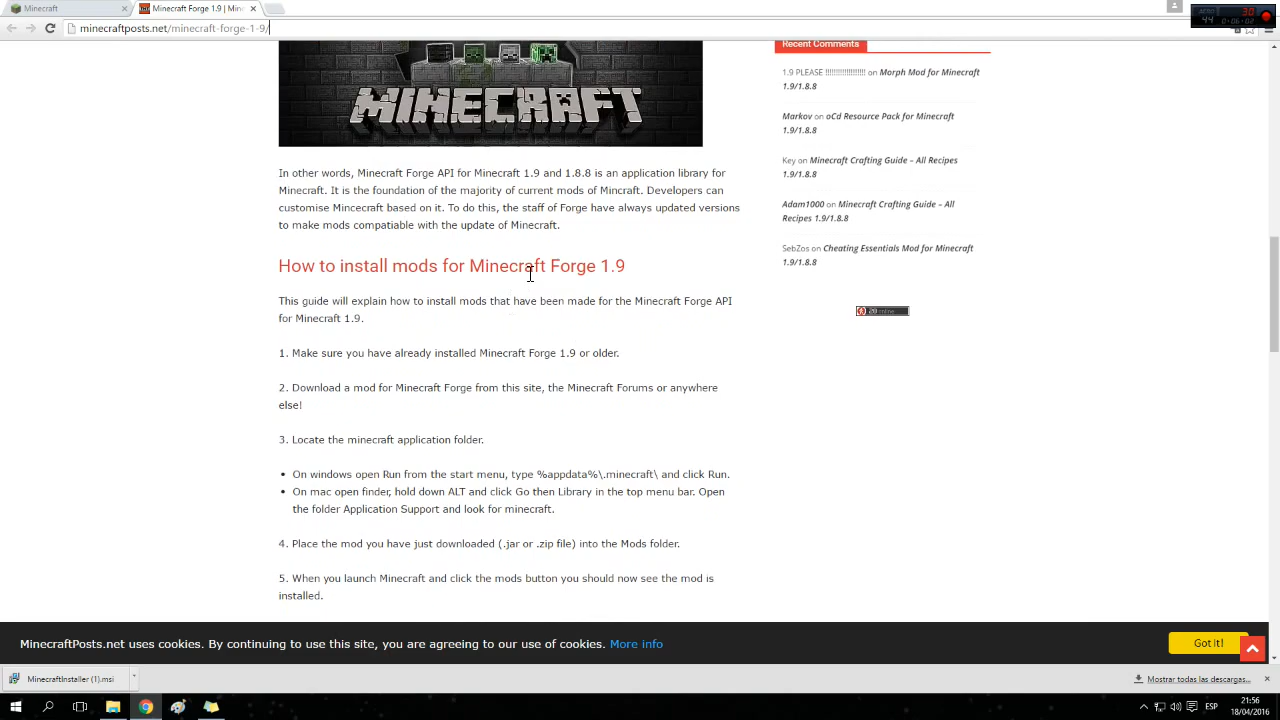 Minecraft
Minecraft Forge 1.9 | Min
30
44
0:06:02
minecraftposts.net/minecraft-forge-1-9/
MINECRAFT
Recent Comments
1.9 PLEASE !!!!!!!!!!!!!!!!!!! on Morph Mod for Minecraft
1.9/1.8.8
Markov on oCd Resource Pack for Minecraft
1.9/1.8.8
Key on Minecraft Crafting Guide – All Recipes
1.9/1.8.8
Adam1000 on Minecraft Crafting Guide – All
Recipes 1.9/1.8.8
SebZos on Cheating Essentials Mod for Minecraft
1.9/1.8.8
In other words, Minecraft Forge API for Minecraft 1.9 and 1.8.8 is an application library for
Minecraft. It is the foundation of the majority of current mods of Mincraft. Developers can
customise Mincecraft based on it. To do this, the staff of Forge have always updated versions
to make mods compatiable with the update of Minecraft.
How to install mods for Minecraft Forge 1.9
This guide will explain how to install mods that have been made for the Minecraft Forge API
for Minecraft 1.9.
1. Make sure you have already installed Minecraft Forge 1.9 or older.
2. Download a mod for Minecraft Forge from this site, the Minecraft Forums or anywhere
else!
3. Locate the minecraft application folder.
• On windows open Run from the start menu, type %appdata%\.minecraft\ and click Run.
• On mac open finder, hold down ALT and click Go then Library in the top menu bar. Open
the folder Application Support and look for minecraft.
4. Place the mod you have just downloaded (.jar or .zip file) into the Mods folder.
5. When you launch Minecraft and click the mods button you should now see the mod is
installed.
MinecraftPosts.net uses cookies. By continuing to use this site, you are agreeing to our use of cookies. More info
Got It!
MinecraftInstaller (1).msi
Mostrar todas las descargas...
ESP
21:56
18/04/2016